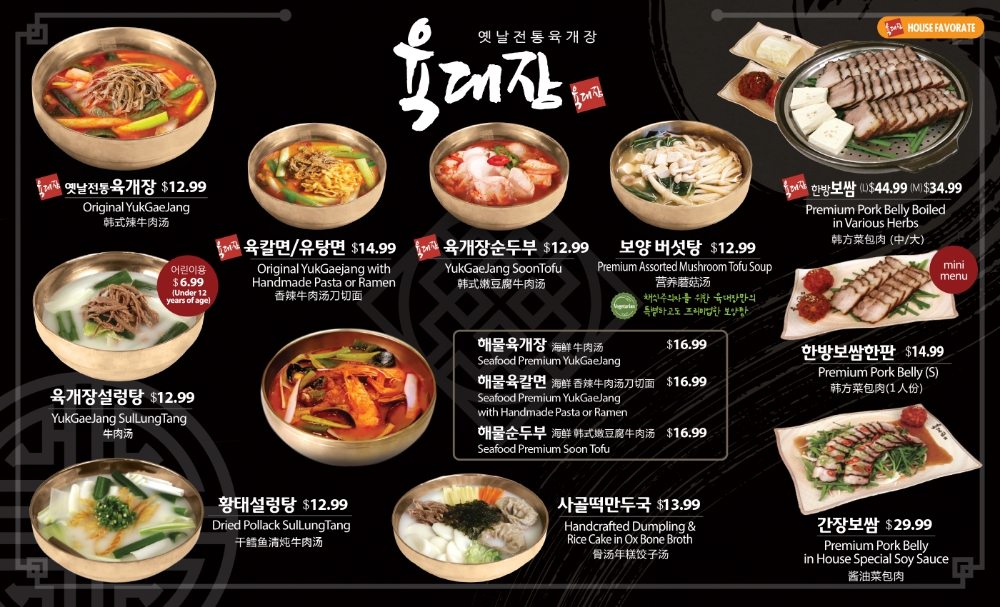 옛날전통육개장
육대장
육대장
육대장 HOUSE FAVORATE
육대장 옛날전통육개장 $12.99
Original YukGaeJang
韩式辣牛肉汤
육대장 육칼면/유탕면 $14.99
Original YukGaejang with
Handmade Pasta or Ramen
香辣牛肉汤刀切面
육대장 육개장순두부 $12.99
YukGaeJang SoonTofu
韩式嫩豆腐牛肉汤
보양 버섯탕 $12.99
Premium Assorted Mushroom Tofu Soup
营养蘑菇汤
Vegetarian
채식주의자를 위한 육대장만의
특별하고도 프리미엄한 보양탕
육대장 한방보쌈 (L)$44.99 (M)$34.99
Premium Pork Belly Boiled
in Various Herbs
韩方菜包肉 (中/大)
어린이용
$6.99
(Under 12
years of age)
육개장설렁탕 $12.99
YukGaeJang SulLungTang
牛肉汤
해물육개장 海鲜 牛肉汤 $16.99
Seafood Premium YukGaeJang
해물육칼면 海鲜 香辣牛肉汤刀切面 $16.99
Seafood Premium YukGaeJang
with Handmade Pasta or Ramen
해물순두부 海鲜 韩式嫩豆腐牛肉汤 $16.99
Seafood Premium Soon Tofu
mini
menu
한방보쌈한판 $14.99
Premium Pork Belly (S)
韩方菜包肉(1人份)
황태설렁탕 $12.99
Dried Pollack SulLungTang
干鳕鱼清炖牛肉汤
사골떡만두국 $13.99
Handcrafted Dumpling &
Rice Cake in Ox Bone Broth
骨汤年糕饺子汤
육대장
간장보쌈 $29.99
Premium Pork Belly
in House Special Soy Sauce
酱油菜包肉